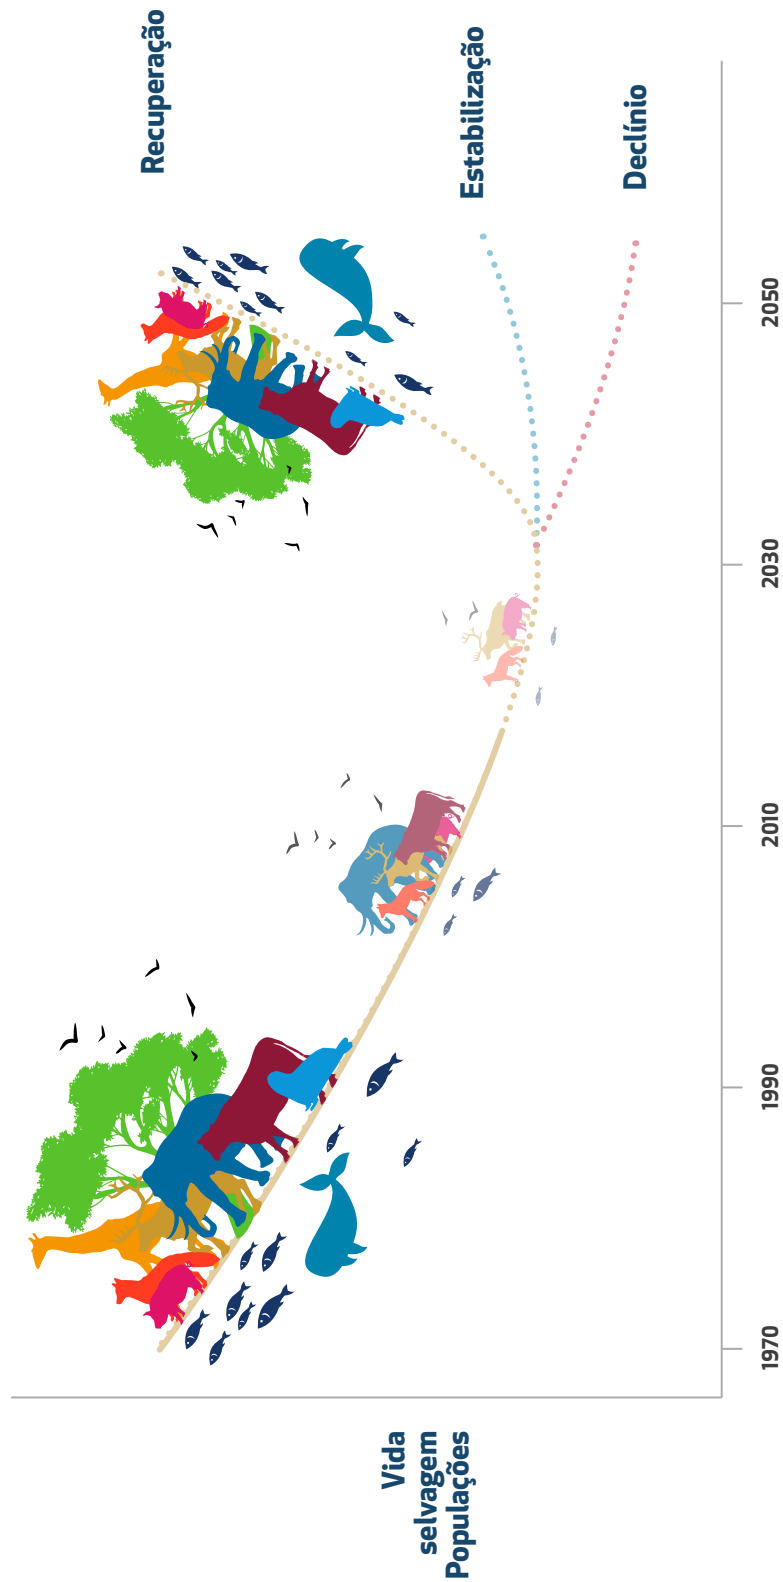 Recuperação
Estabilização
Declínio
Vida
selvagem
Populações
1970
1990
2010
2030
2050